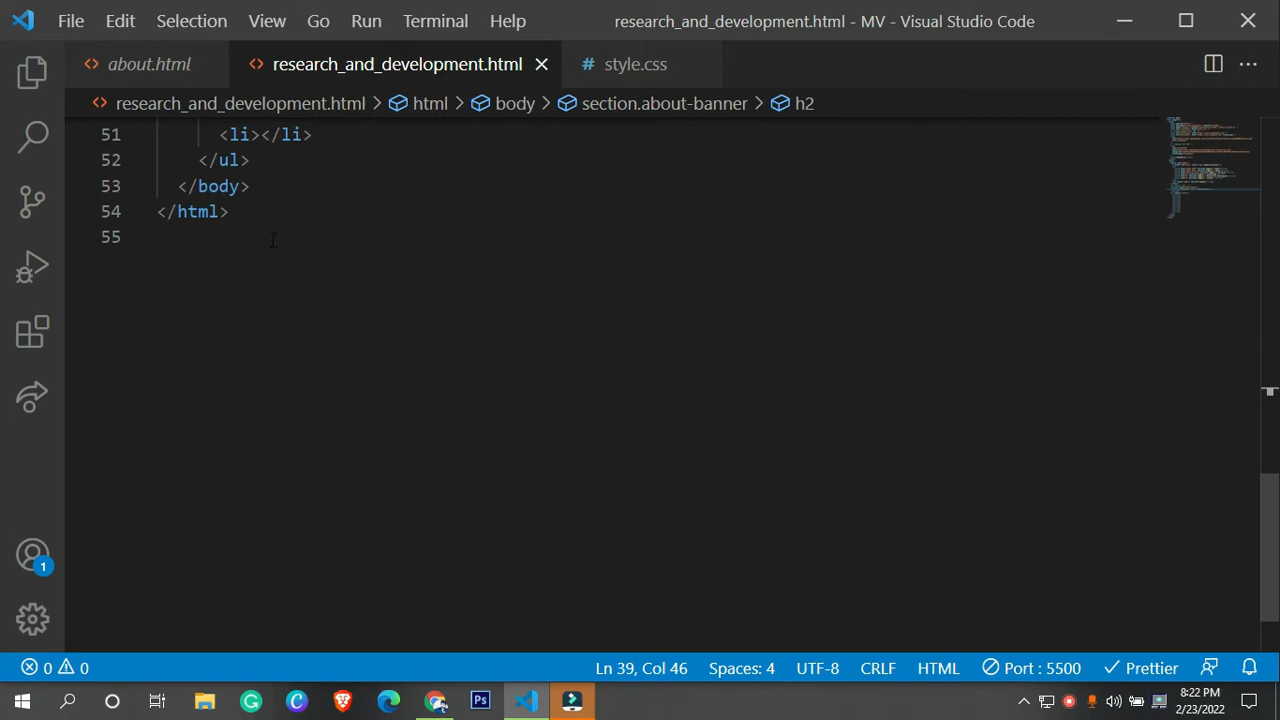 File Edit Selection View Go Run Terminal Help research_and_development.html - MV - Visual Studio Code
about.html research_and_development.html style.css
research_and_development.html > html > body > section.about-banner > h2
51 <li></li>
52 </ul>
53 </body>
54 </html>
55
1
0 0 Ln 39, Col 46 Spaces: 4 UTF-8 CRLF HTML Port : 5500 Prettier
8:22 PM
2/23/2022